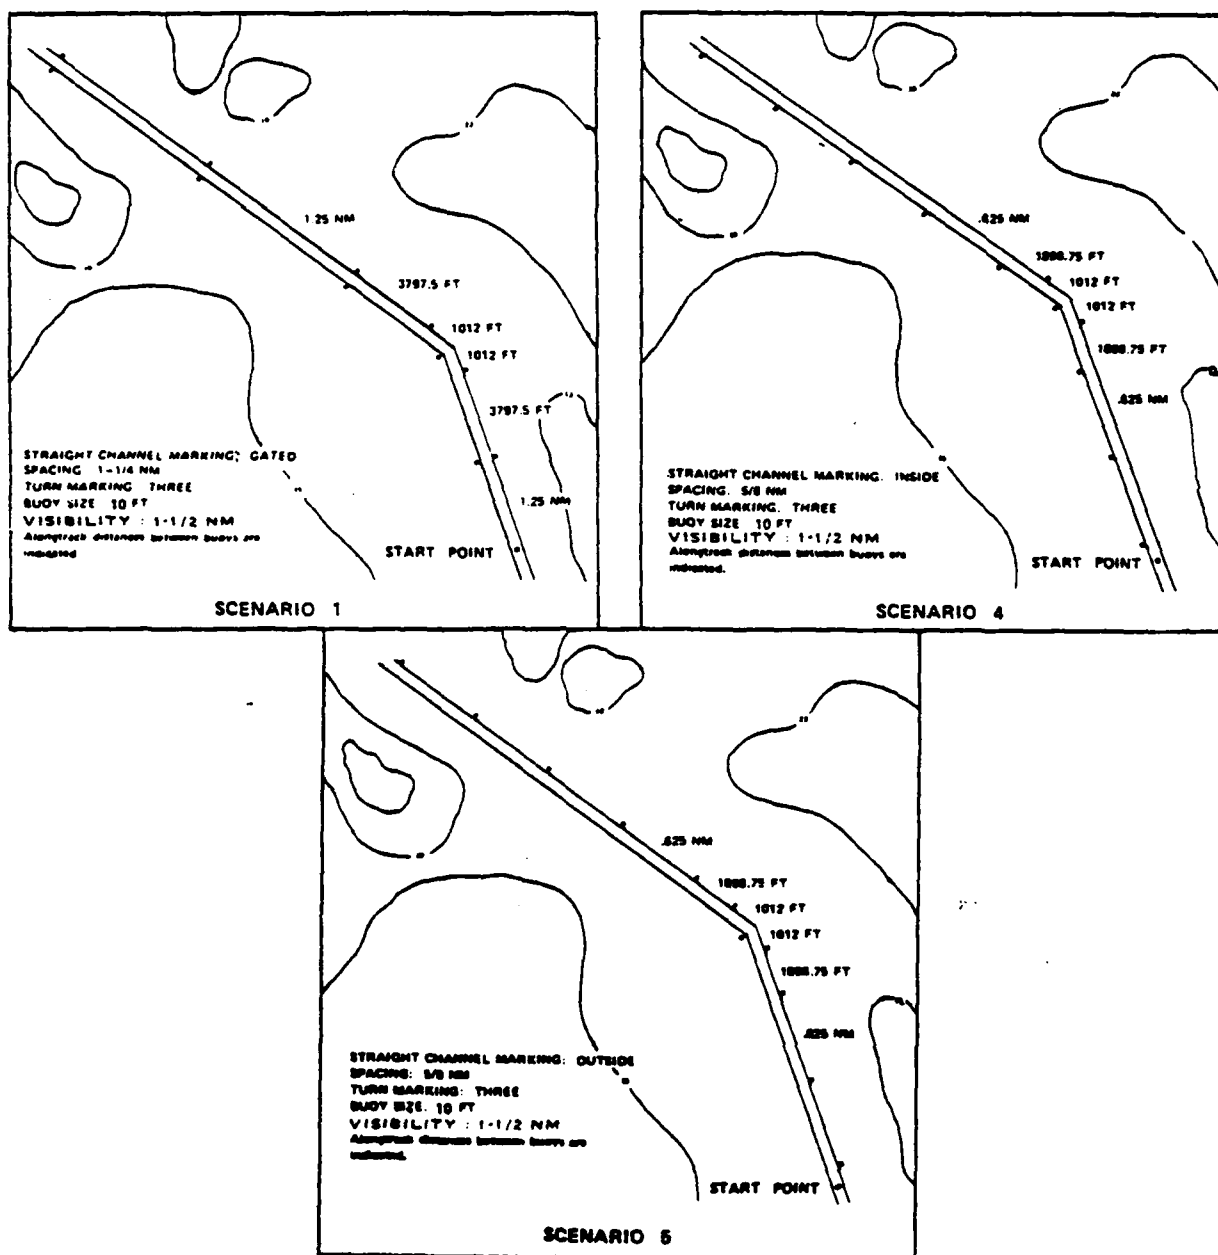 1.25 NM
3797.5 FT
1012 FT
1012 FT
3797.5 FT
1.25 NM
STRAIGHT CHANNEL MARKING: GATED
SPACING 1-1/4 NM
TURN MARKING THREE
BUOY SIZE 10 FT
VISIBILITY : 1-1/2 NM
Alongtrack distances between buoys are
indicated
START POINT
SCENARIO 1
.625 NM
1898.75 FT
1012 FT
1012 FT
1898.75 FT
.625 NM
STRAIGHT CHANNEL MARKING. INSIDE
SPACING. 5/8 NM
TURN MARKING. THREE
BUOY SIZE 10 FT
VISIBILITY : 1-1/2 NM
Alongtrack distances between buoys are
indicated.
START POINT
SCENARIO 4
.625 NM
1898.75 FT
1012 FT
1012 FT
1898.75 FT
.625 NM
STRAIGHT CHANNEL MARKING: OUTSIDE
SPACING: 5/8 NM
TURN MARKING: THREE
BUOY SIZE. 10 FT
VISIBILITY : 1-1/2 NM
Alongtrack distances between buoys are
indicated.
START POINT
SCENARIO 5